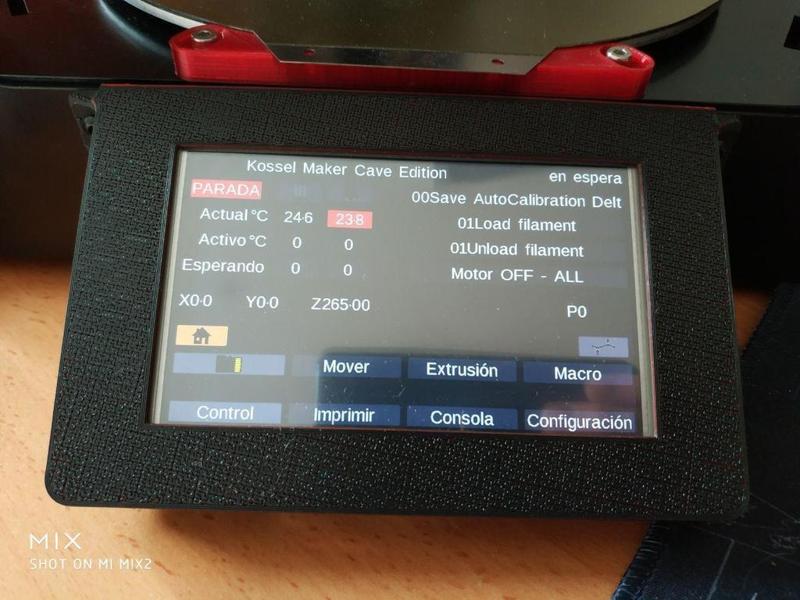 Kossel Maker Cave Edition
en espera
PARADA
00Save AutoCalibration Delt
Actual °C 24·6 23·8
01Load filament
Activo °C 0 0
01Unload filament
Esperando 0 0
Motor OFF - ALL
X0·0 Y0·0 Z265·00
P0
Mover Extrusión Macro
Control Imprimir Consola Configuración
MIX
SHOT ON MI MIX2